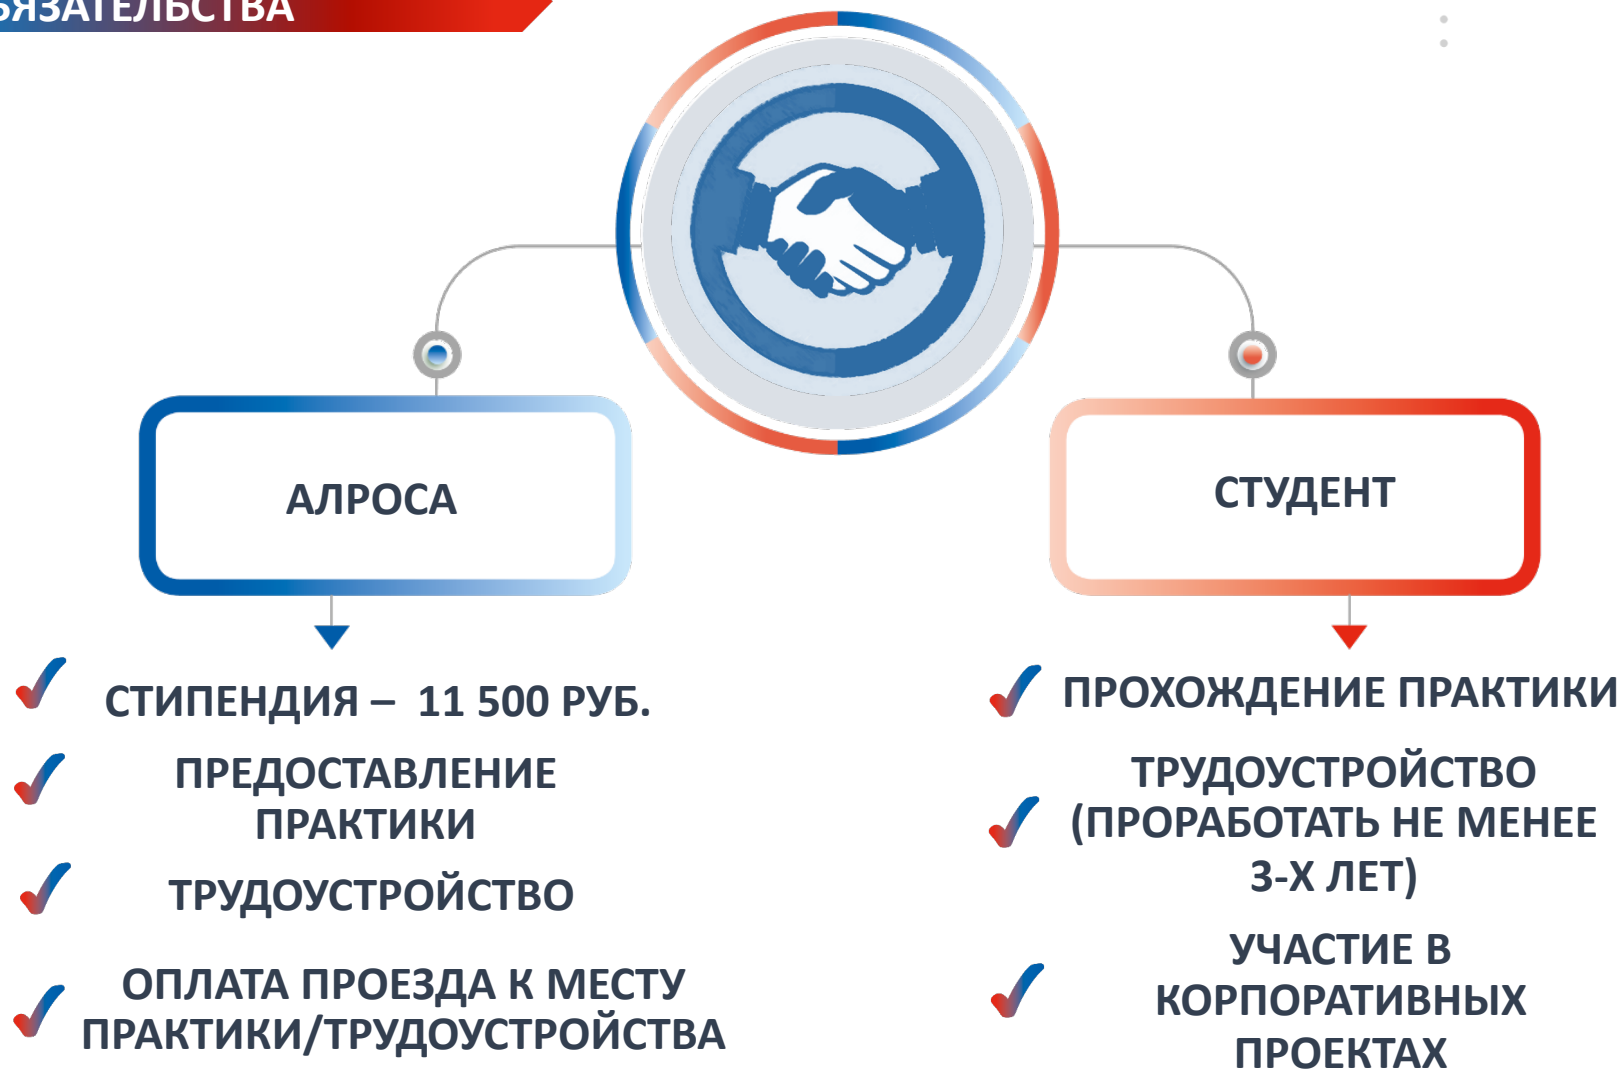 БЯЗАТЕЛЬСТВА
АЛРОСА
СТИПЕНДИЯ – 11 500 РУБ.
ПРЕДОСТАВЛЕНИЕ
ПРАКТИКИ
ТРУДОУСТРОЙСТВО
ОПЛАТА ПРОЕЗДА К МЕСТУ
ПРАКТИКИ/ТРУДОУСТРОЙСТВА
СТУДЕНТ
ПРОХОЖДЕНИЕ ПРАКТИКИ
ТРУДОУСТРОЙСТВО
(ПРОРАБОТАТЬ НЕ МЕНЕЕ
3-Х ЛЕТ)
УЧАСТИЕ В
КОРПОРАТИВНЫХ
ПРОЕКТАХ